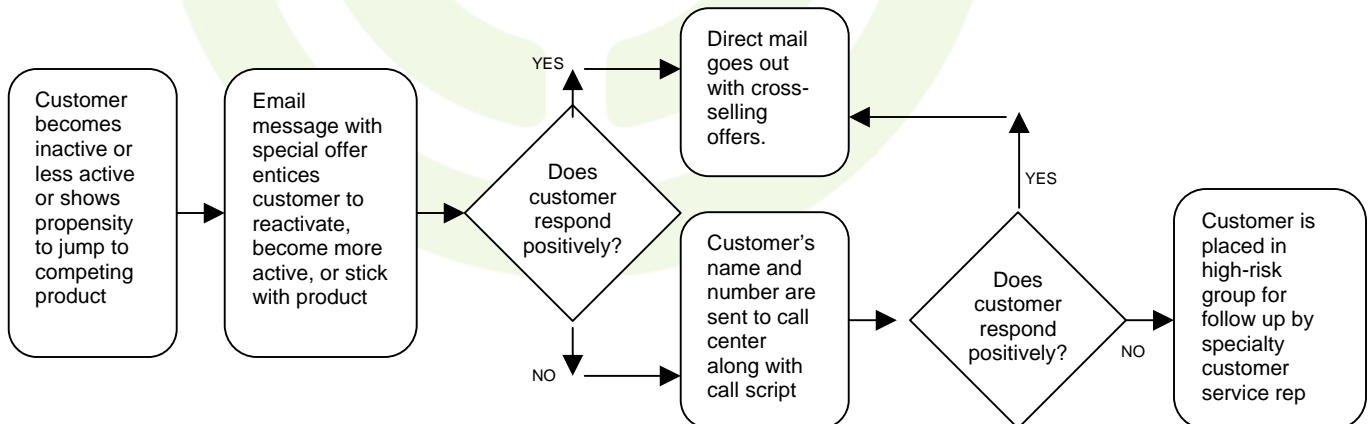 Customer
becomes
inactive or
less active
or shows
propensity
to jump to
competing
product
Email
message with
special offer
entices
customer to
reactivate,
become more
active, or stick
with product
Does
customer
respond
positively?
YES
Direct mail
goes out
with cross-
selling
offers.
NO
Customer’s
name and
number are
sent to call
center
along with
call script
Does
customer
respond
positively?
YES
NO
Customer is
placed in
high-risk
group for
follow up by
specialty
customer
service rep